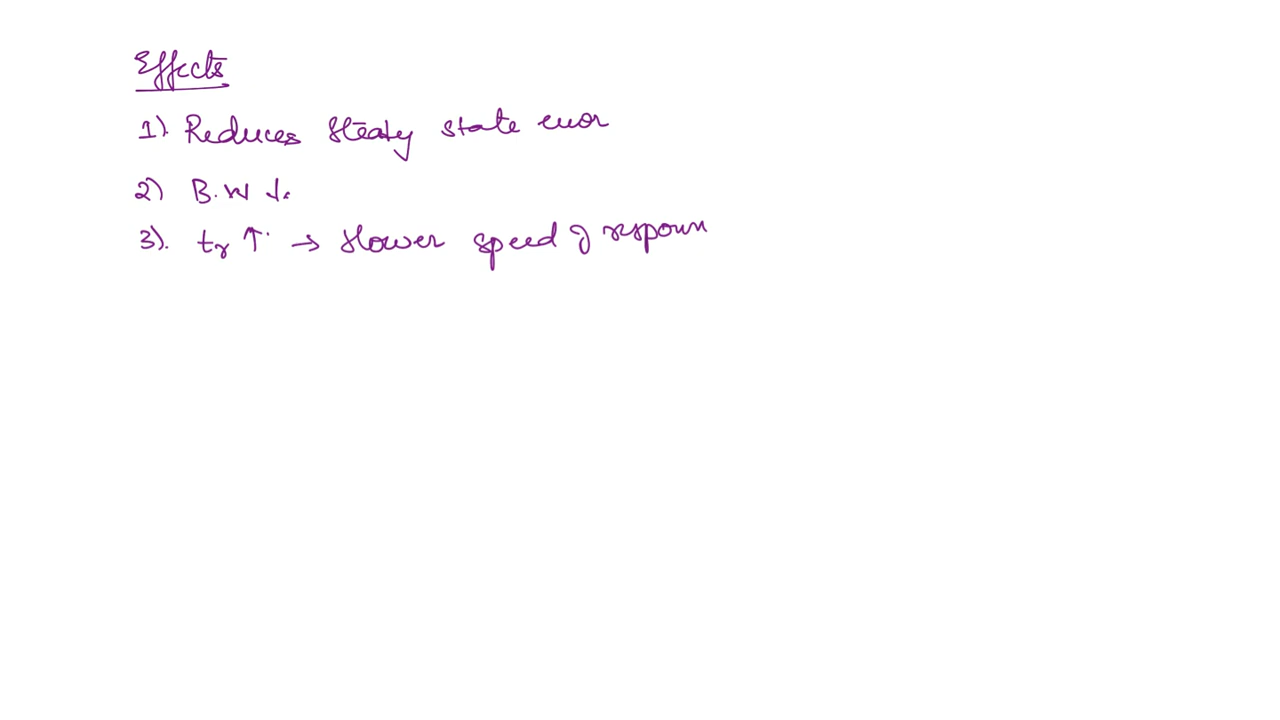 Effects
1). Reduces Steady state error
2) B.W ↓.
3). tr ↑ → slower speed of response